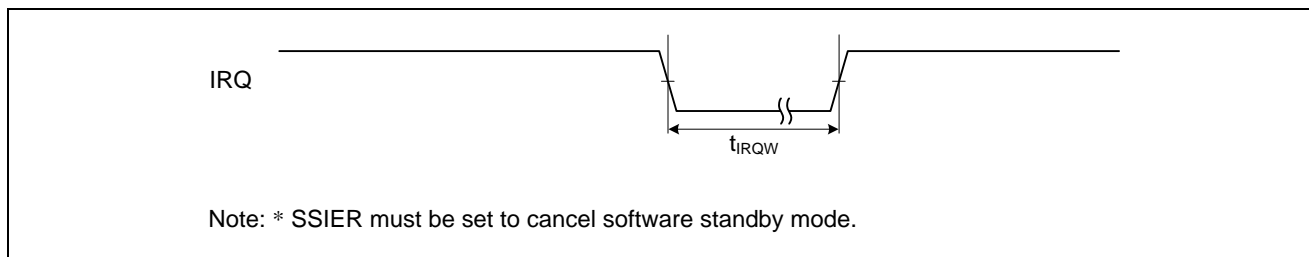 IRQ
tIRQW
Note: * SSIER must be set to cancel software standby mode.